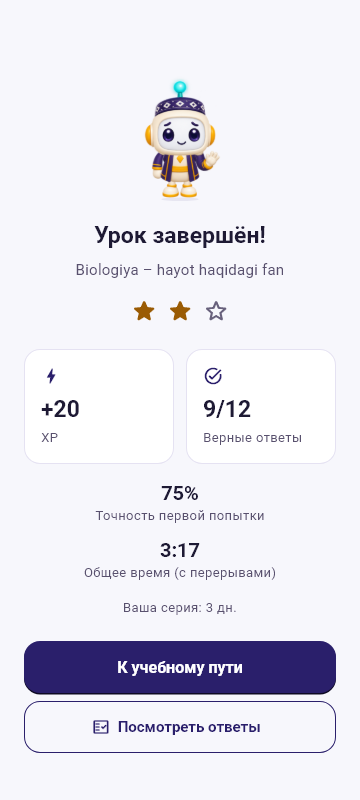 Урок завершён!
Biologiya – hayot haqidagi fan
+20
XP
9/12
Верные ответы
75%
Точность первой попытки
3:17
Общее время (с перерывами)
Ваша серия: 3 дн.
К учебному пути
Посмотреть ответы